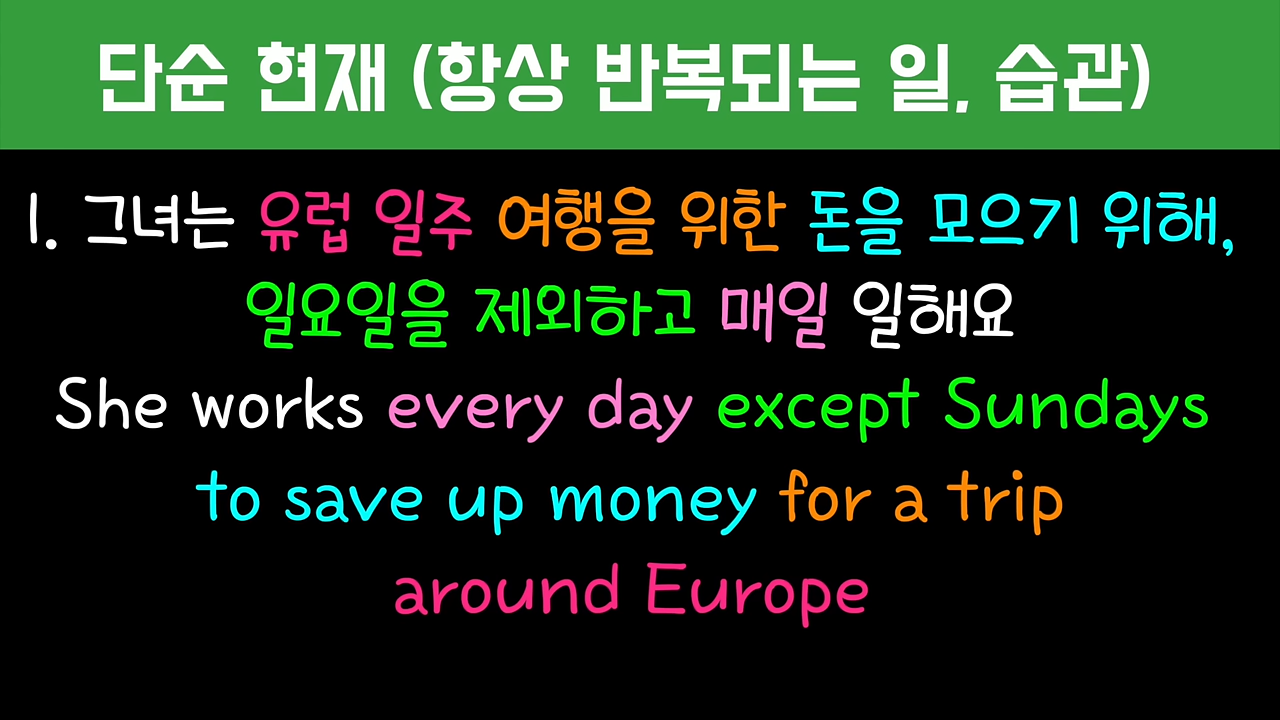 단순 현재 (항상 반복되는 일, 습관)
1. 그녀는 유럽 일주 여행을 위한 돈을 모으기 위해,
일요일을 제외하고 매일 일해요
She works every day except Sundays
to save up money for a trip
around Europe